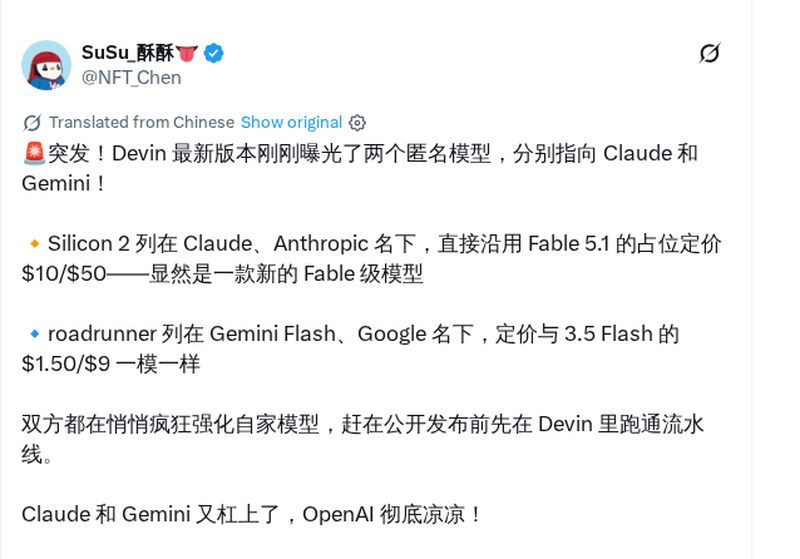 SuSu_酥酥👅
@NFT_Chen
Translated from Chinese Show original
🚨突发！Devin 最新版本刚刚曝光了两个匿名模型，分别指向 Claude 和
Gemini！
🔸Silicon 2 列在 Claude、Anthropic 名下，直接沿用 Fable 5.1 的占位定价
$10/$50——显然是一款新的 Fable 级模型
🔹roadrunner 列在 Gemini Flash、Google 名下，定价与 3.5 Flash 的
$1.50/$9 一模一样
双方都在悄悄疯狂强化自家模型，赶在公开发布前先在 Devin 里跑通流水
线。
Claude 和 Gemini 又杠上了，OpenAI 彻底凉凉！